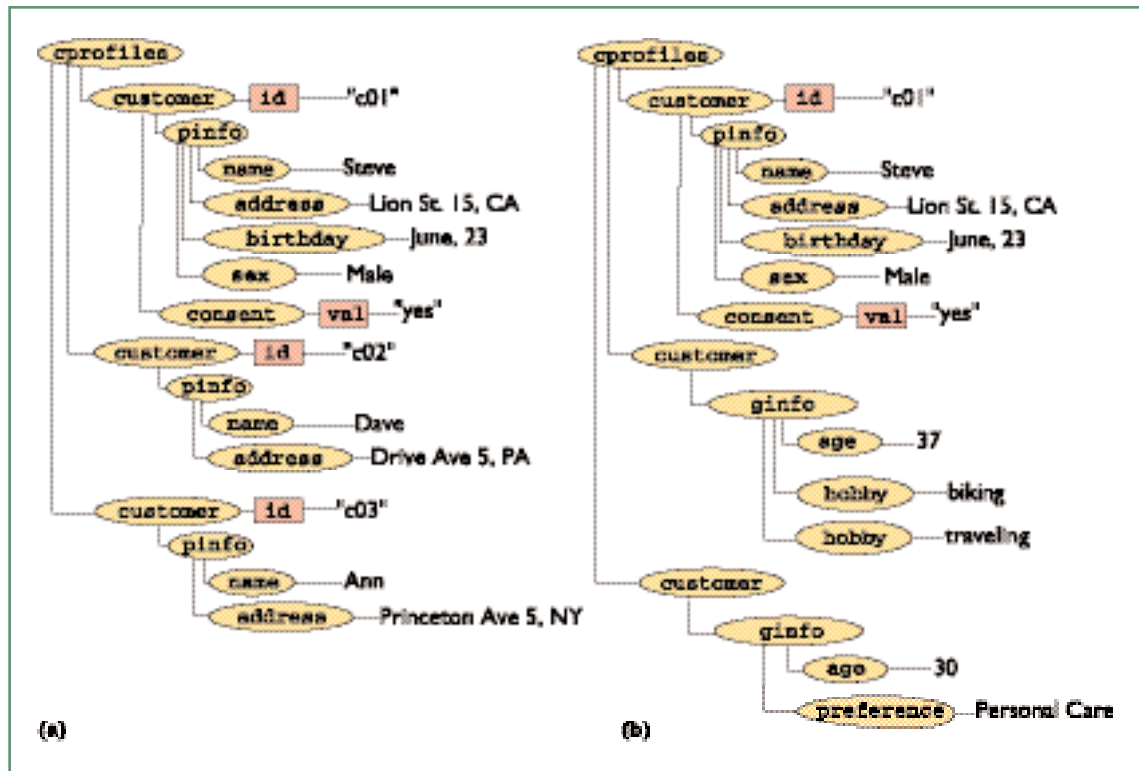 cprofiles
customer id "c01"
pinfo
name Steve
address Lion St. 15, CA
birthday June, 23
sex Male
consent val "yes"
customer id "c02"
pinfo
name Dave
address Drive Ave 5, PA
customer id "c03"
pinfo
name Ann
address Princeton Ave 5, NY
(a)
cprofiles
customer id "c01"
pinfo
name Steve
address Lion St. 15, CA
birthday June, 23
sex Male
consent val "yes"
customer
ginfo
age 37
hobby biking
hobby traveling
customer
ginfo
age 30
preference Personal Care
(b)